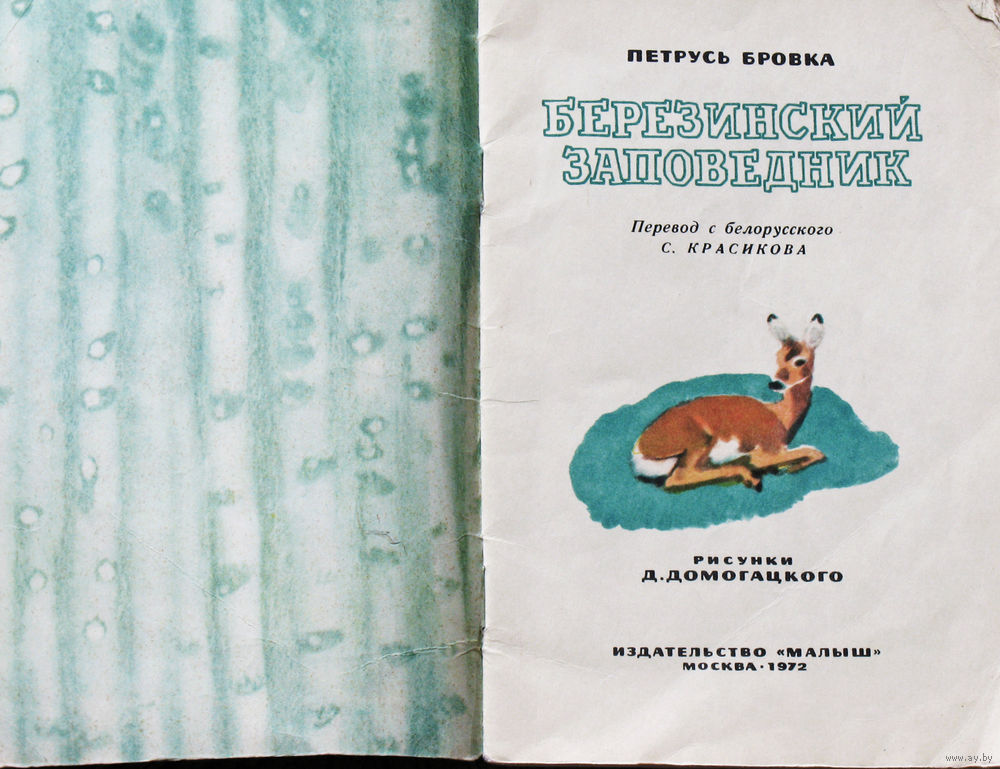 ПЕТРУСЬ БРОВКА
БЕРЕЗИНСКИЙ
ЗАПОВЕДНИК
Перевод с белорусского
С. КРАСИКОВА
РИСУНКИ
Д. ДОМОГАЦКОГО
ИЗДАТЕЛЬСТВО «МАЛЫШ»
МОСКВА · 1972
www.ay.by